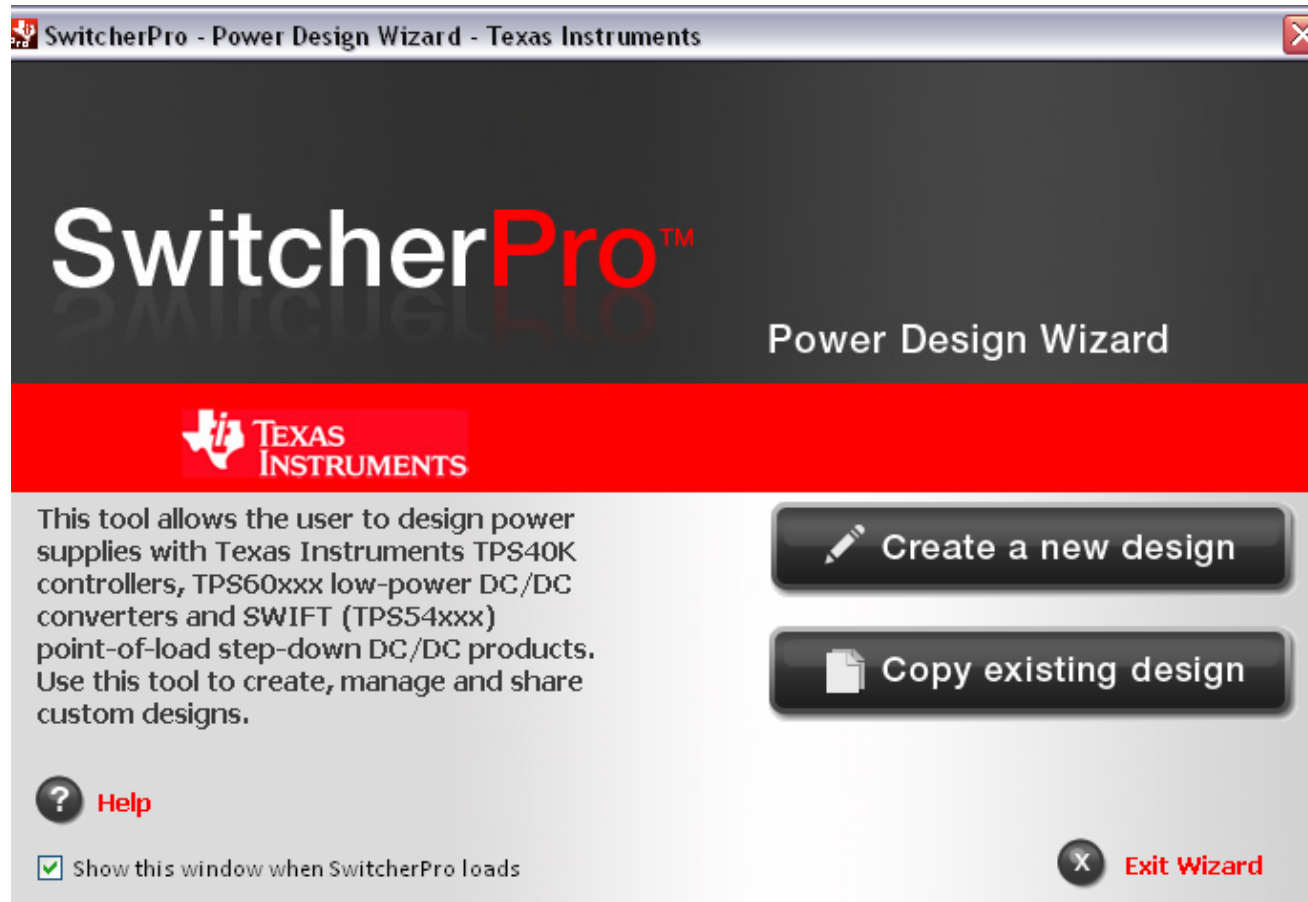 SwitcherPro - Power Design Wizard - Texas Instruments
SwitcherPro™
Power Design Wizard
TEXAS
INSTRUMENTS
This tool allows the user to design power
supplies with Texas Instruments TPS40K
controllers, TPS60xxx low-power DC/DC
converters and SWIFT (TPS54xxx)
point-of-load step-down DC/DC products.
Use this tool to create, manage and share
custom designs.
Create a new design
Copy existing design
? Help
Show this window when SwitcherPro loads
X Exit Wizard